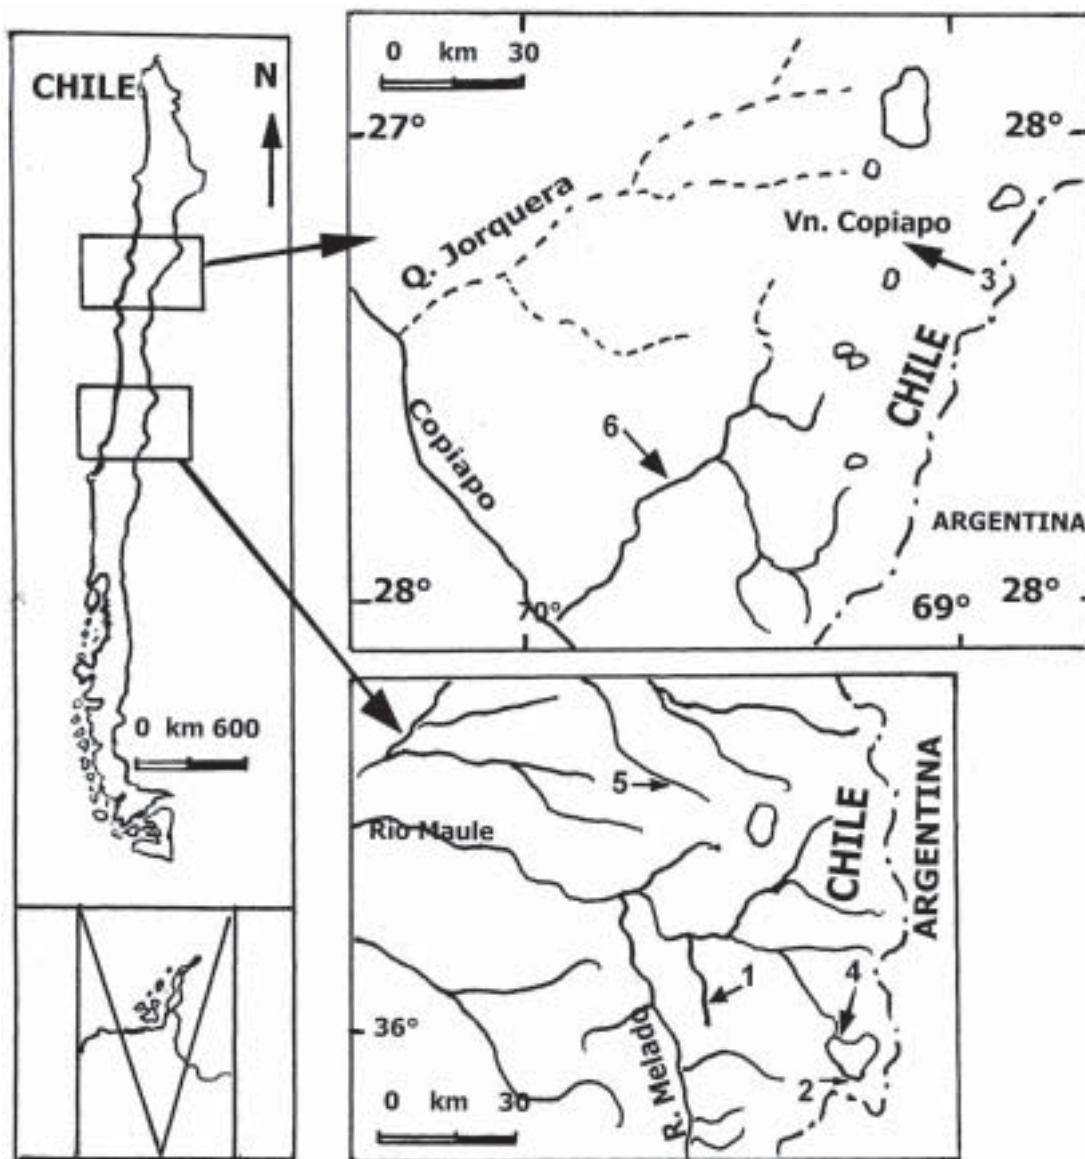 CHILE
N
0 km 600
0 km 30
27°
28°
Q. Jorquera
Vn. Copiapo
3
CHILE
Copiapo
6
ARGENTINA
28°
70°
69°
28°
5
Rio Maule
CHILE
ARGENTINA
1
4
36°
R. Melado
2
0 km 30